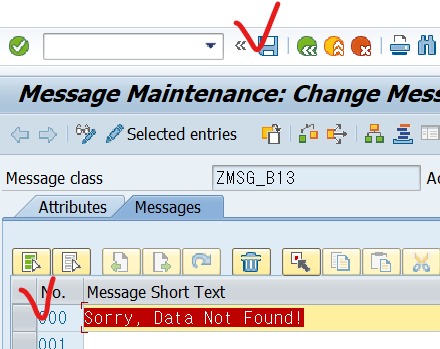 Message Maintenance: Change Mess
Selected entries
Message class ZMSG_B13
Attributes Messages
No. Message Short Text
000 Sorry, Data Not Found!
001